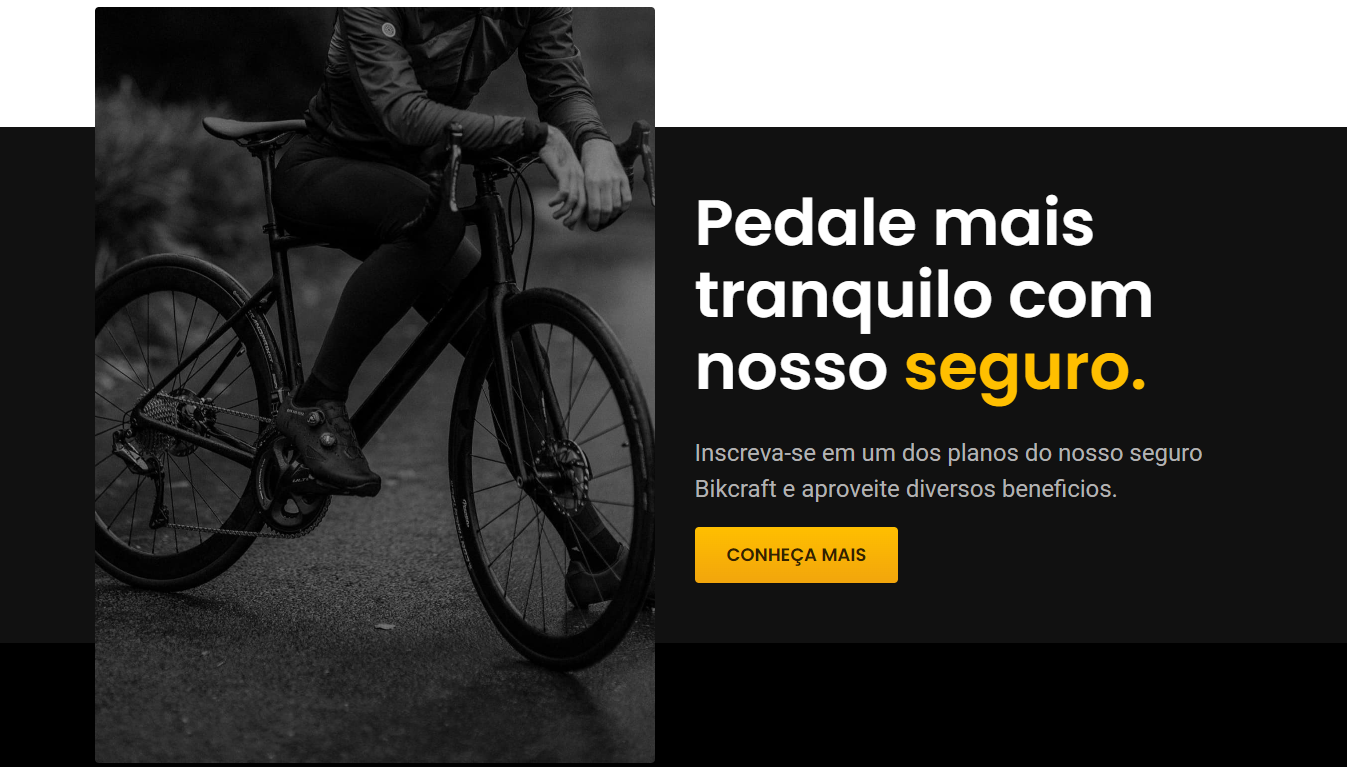 Pedale mais
tranquilo com
nosso seguro.
Inscreva-se em um dos planos do nosso seguro
Bikcraft e aproveite diversos beneficios.
CONHEÇA MAIS